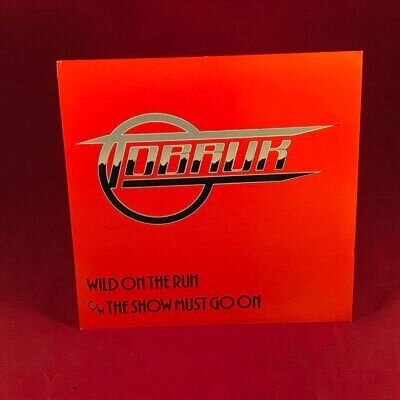 TOBRUK
WILD ON THE RUN
C/W THE SHOW MUST GO ON